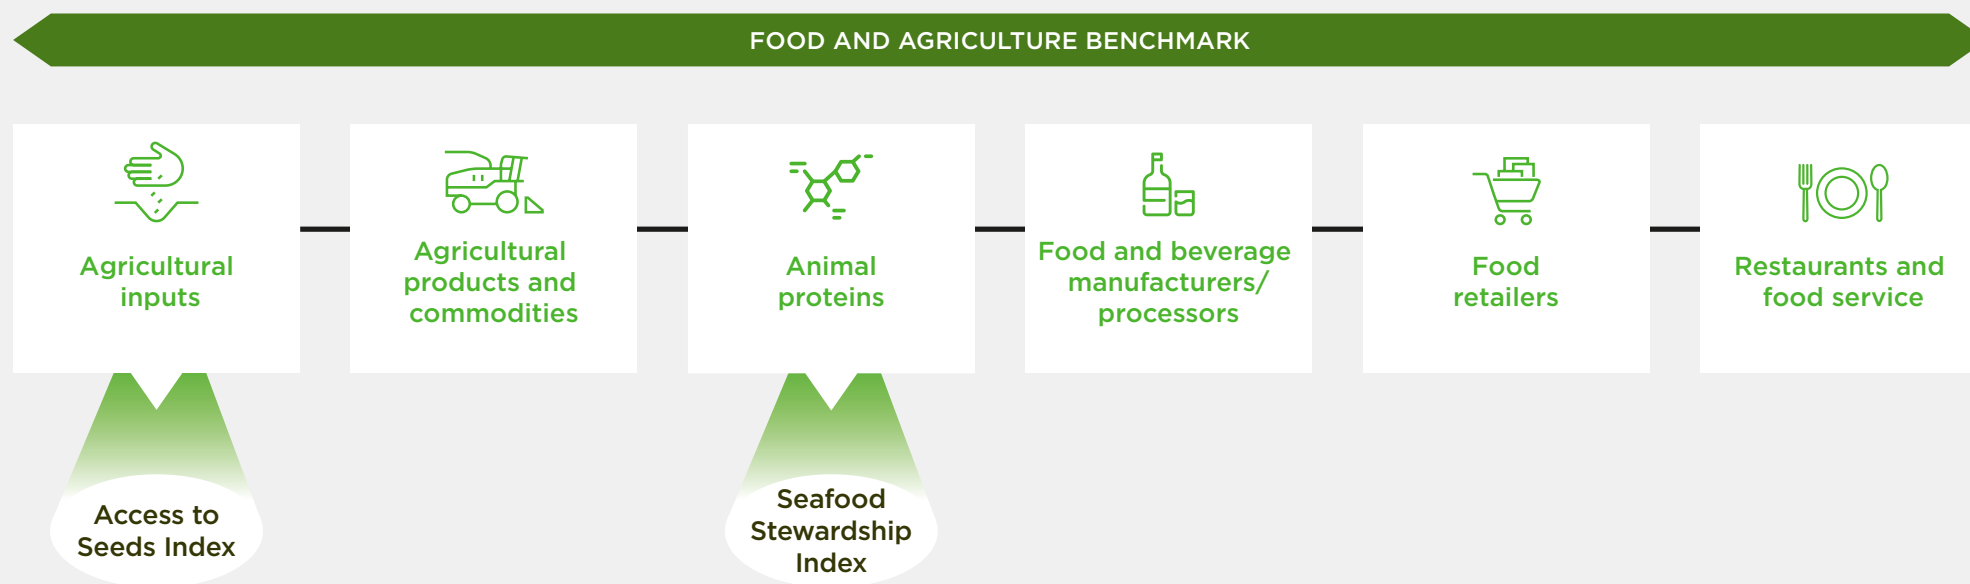 FOOD AND AGRICULTURE BENCHMARK
Agricultural
inputs
Agricultural
products and
commodities
Animal
proteins
Food and beverage
manufacturers/
processors
Food
retailers
Restaurants and
food service
Access to
Seeds Index
Seafood
Stewardship
Index